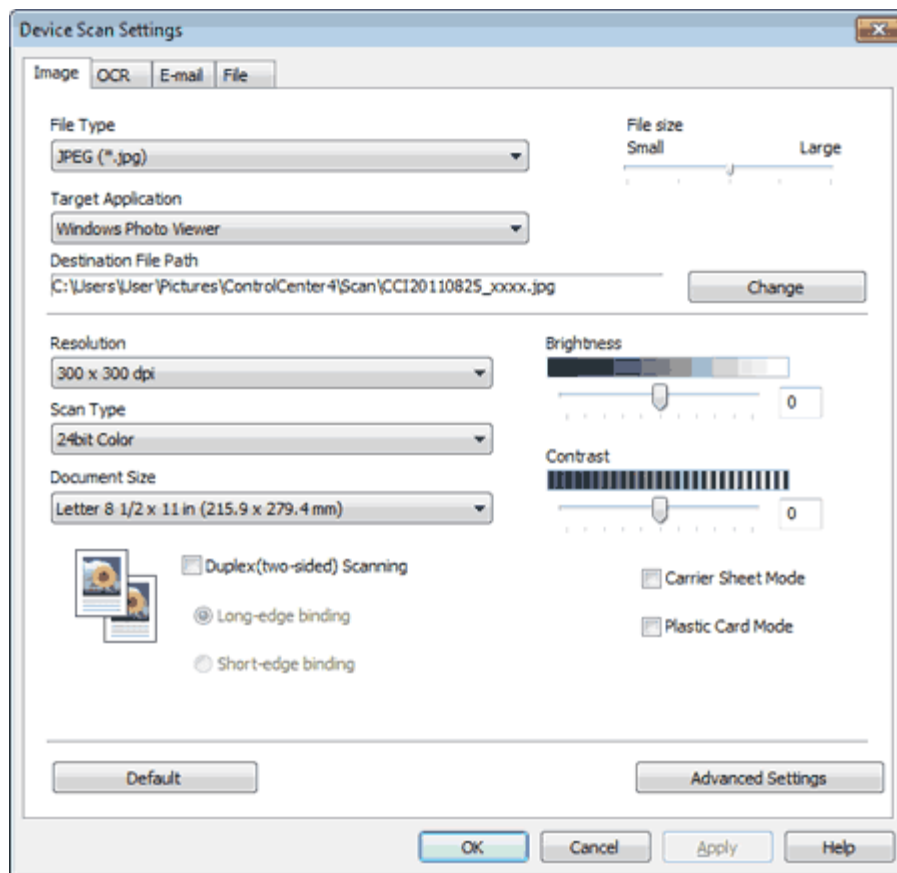 Device Scan Settings
Image OCR E-mail File
File Type
File size
JPEG (*.jpg)
Small Large
Target Application
Windows Photo Viewer
Destination File Path
C:\Users\User\Pictures\ControlCenter4\Scan\CCI20110825_xxxx.jpg
Change
Resolution
Brightness
300 x 300 dpi
0
Scan Type
24bit Color
Contrast
Document Size
Letter 8 1/2 x 11 in (215.9 x 279.4 mm)
0
Duplex(two-sided) Scanning
Carrier Sheet Mode
Long-edge binding
Plastic Card Mode
Short-edge binding
Default
Advanced Settings
OK Cancel Apply Help